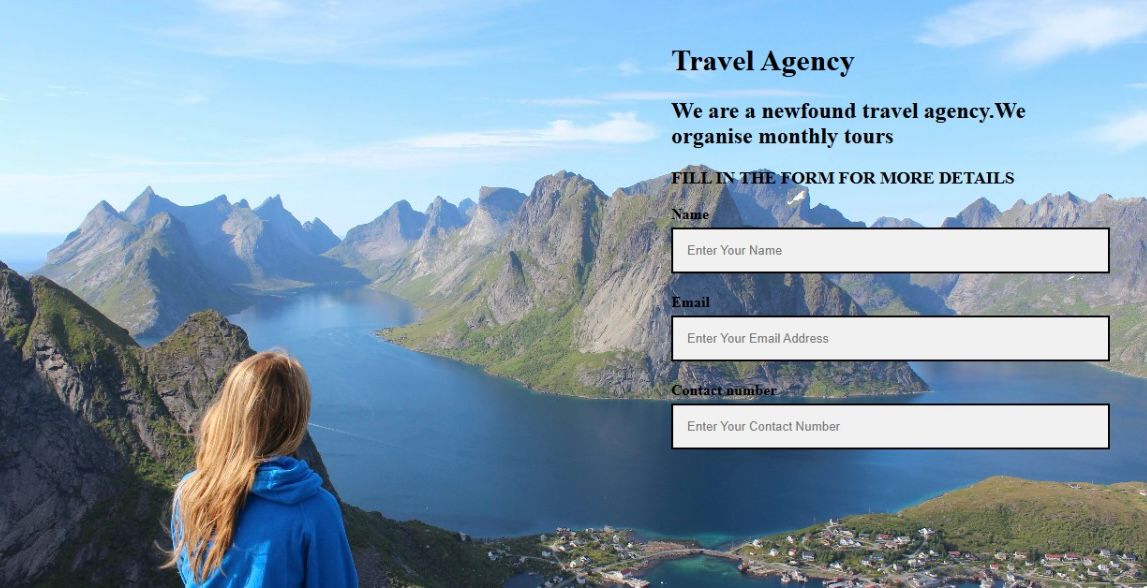 Travel Agency
We are a newfound travel agency.We
organise monthly tours
FILL IN THE FORM FOR MORE DETAILS
Name
Enter Your Name
Email
Enter Your Email Address
Contact number
Enter Your Contact Number